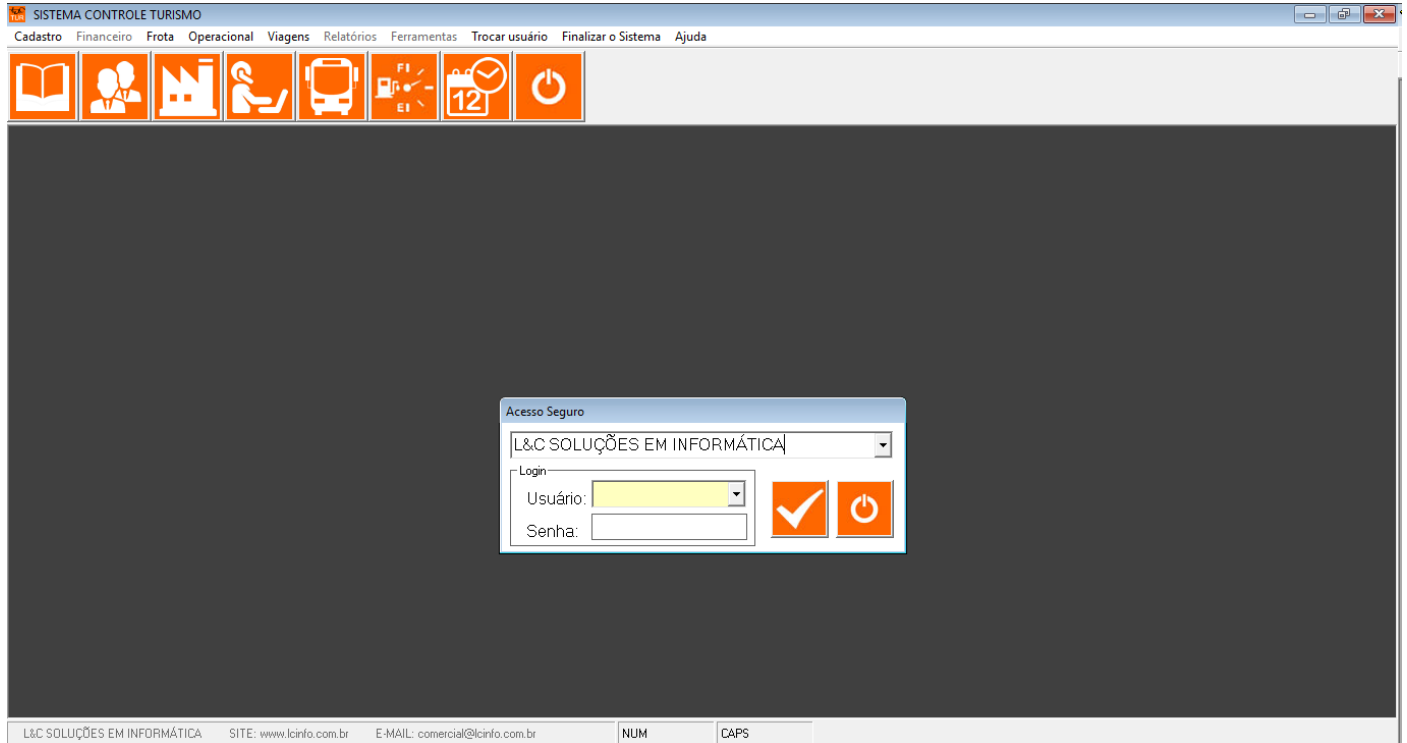 SISTEMA CONTROLE TURISMO
Cadastro Financeiro Frota Operacional Viagens Relatórios Ferramentas Trocar usuário Finalizar o Sistema Ajuda
FI
EI
12
Acesso Seguro
L&C SOLUÇÕES EM INFORMÁTICA
Login
Usuário:
Senha:
L&C SOLUÇÕES EM INFORMÁTICA SITE: www.lcinfo.com.br E-MAIL: comercial@lcinfo.com.br NUM CAPS